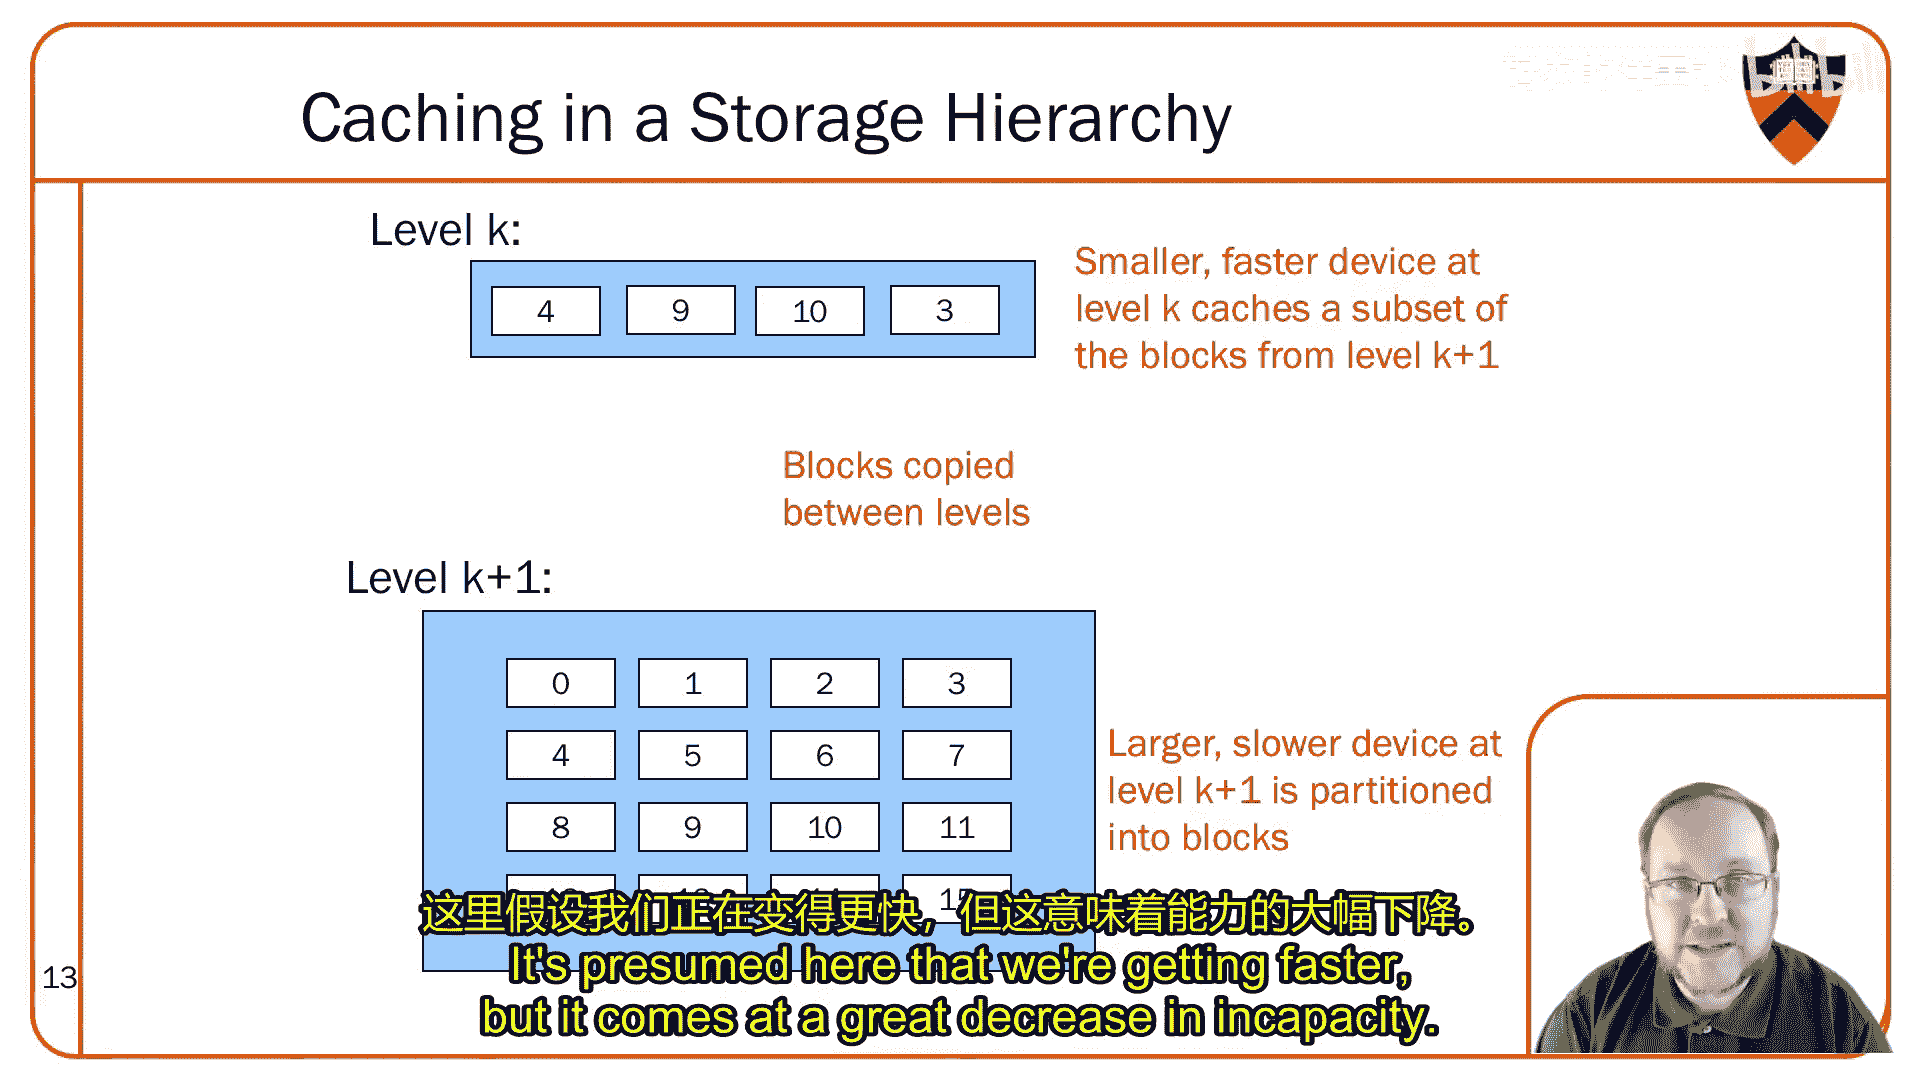 Caching in a Storage Hierarchy
Level k:
4 9 10 3
Smaller, faster device at
level k caches a subset of
the blocks from level k+1
Blocks copied
between levels
Level k+1:
0 1 2 3
4 5 6 7
8 9 10 11
Larger, slower device at
level k+1 is partitioned
into blocks
这里假设我们正在变得更快，但这意味着能力的大幅下降。
It's presumed here that we're getting faster,
but it comes at a great decrease in incapacity.
13